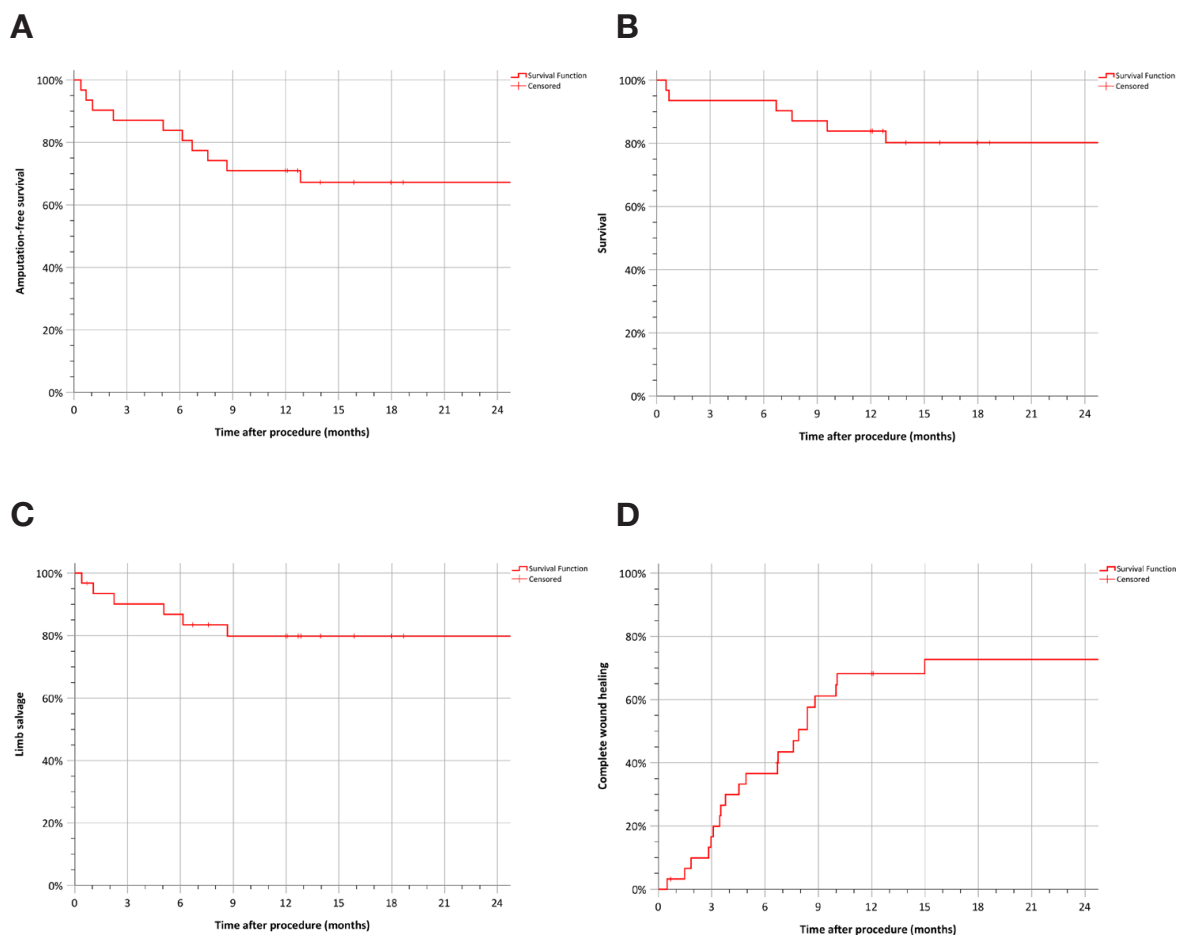 A
Survival Function
Censored
100%
80%
60%
40%
20%
0%
Amputation-free survival
0 3 6 9 12 15 18 21 24
Time after procedure (months)
B
Survival Function
Censored
100%
80%
60%
40%
20%
0%
Survival
0 3 6 9 12 15 18 21 24
Time after procedure (months)
C
Survival Function
Censored
100%
80%
60%
40%
20%
0%
Limb salvage
0 3 6 9 12 15 18 21 24
Time after procedure (months)
D
Survival Function
Censored
100%
80%
60%
40%
20%
0%
Complete wound healing
0 3 6 9 12 15 18 21 24
Time after procedure (months)